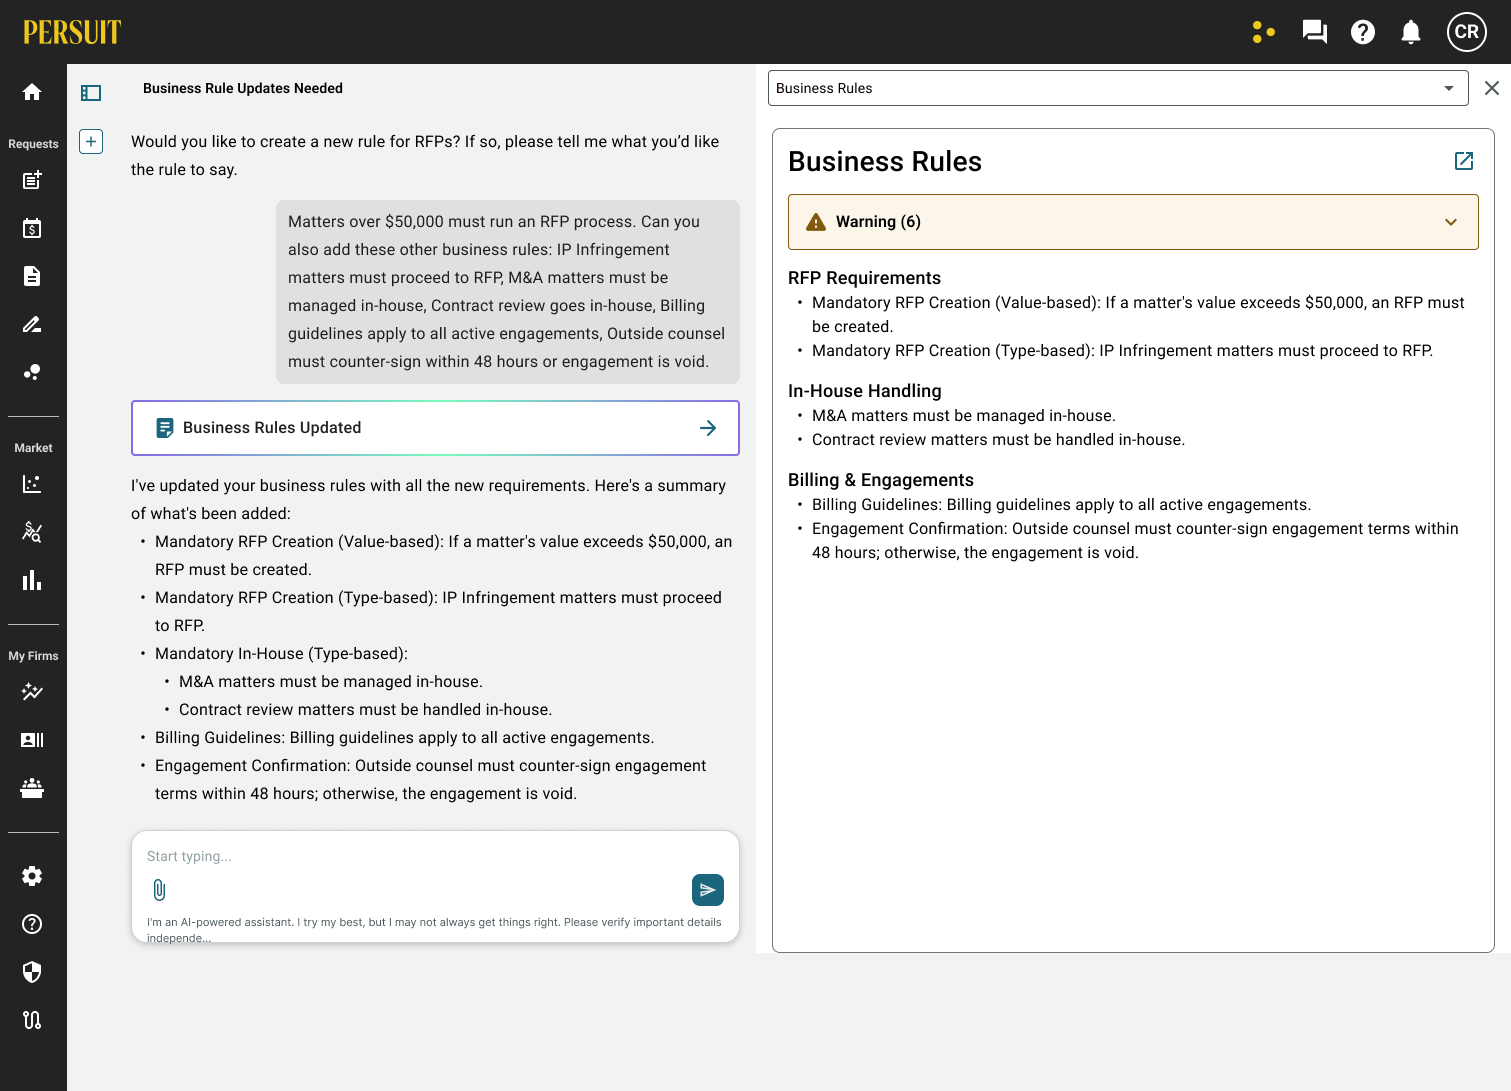 PERSUIT
CR
Requests
Market
My Firms
Business Rule Updates Needed
Would you like to create a new rule for RFPs? If so, please tell me what you’d like
the rule to say.
Matters over $50,000 must run an RFP process. Can you
also add these other business rules: IP Infringement
matters must proceed to RFP, M&A matters must be
managed in-house, Contract review goes in-house, Billing
guidelines apply to all active engagements, Outside counsel
must counter-sign within 48 hours or engagement is void.
Business Rules Updated
I've updated your business rules with all the new requirements. Here's a summary
of what's been added:
• Mandatory RFP Creation (Value-based): If a matter's value exceeds $50,000, an
RFP must be created.
• Mandatory RFP Creation (Type-based): IP Infringement matters must proceed
to RFP.
• Mandatory In-House (Type-based):
• M&A matters must be managed in-house.
• Contract review matters must be handled in-house.
• Billing Guidelines: Billing guidelines apply to all active engagements.
• Engagement Confirmation: Outside counsel must counter-sign engagement
terms within 48 hours; otherwise, the engagement is void.
Start typing...
I'm an AI-powered assistant. I try my best, but I may not always get things right. Please verify important details
independe...
Business Rules
Business Rules
Warning (6)
RFP Requirements
• Mandatory RFP Creation (Value-based): If a matter's value exceeds $50,000, an RFP must
be created.
• Mandatory RFP Creation (Type-based): IP Infringement matters must proceed to RFP.
In-House Handling
• M&A matters must be managed in-house.
• Contract review matters must be handled in-house.
Billing & Engagements
• Billing Guidelines: Billing guidelines apply to all active engagements.
• Engagement Confirmation: Outside counsel must counter-sign engagement terms within
48 hours; otherwise, the engagement is void.